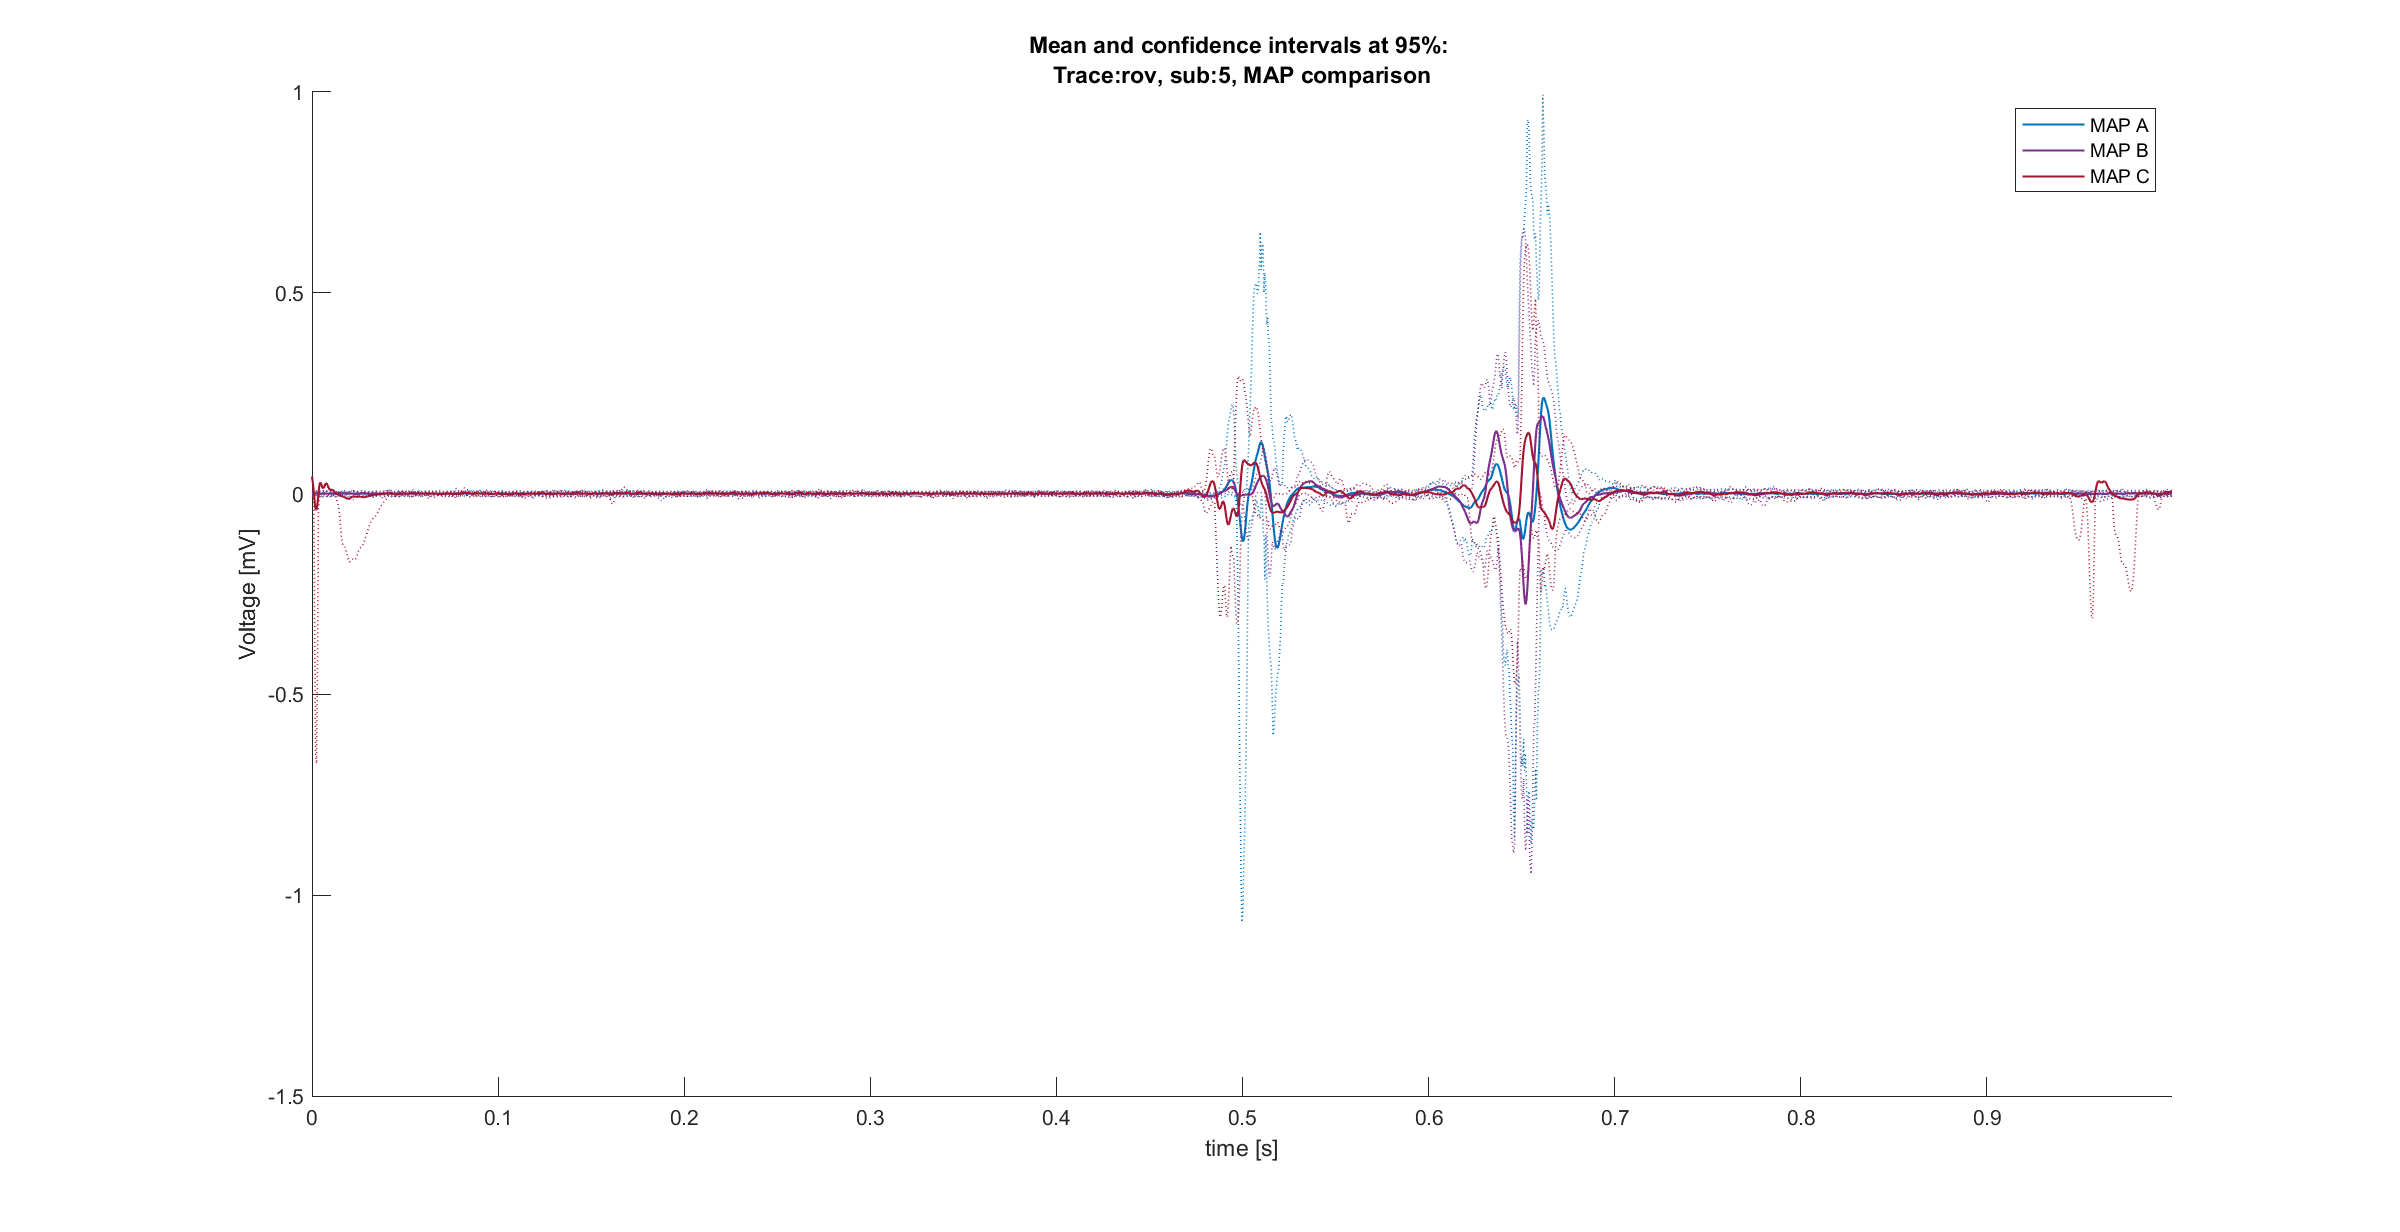 Mean and confidence intervals at 95%:
Trace:rov, sub:5, MAP comparison
MAP A
MAP B
MAP C
1
0.5
0
-0.5
-1
-1.5
Voltage [mV]
0 0.1 0.2 0.3 0.4 0.5 0.6 0.7 0.8 0.9
time [s]